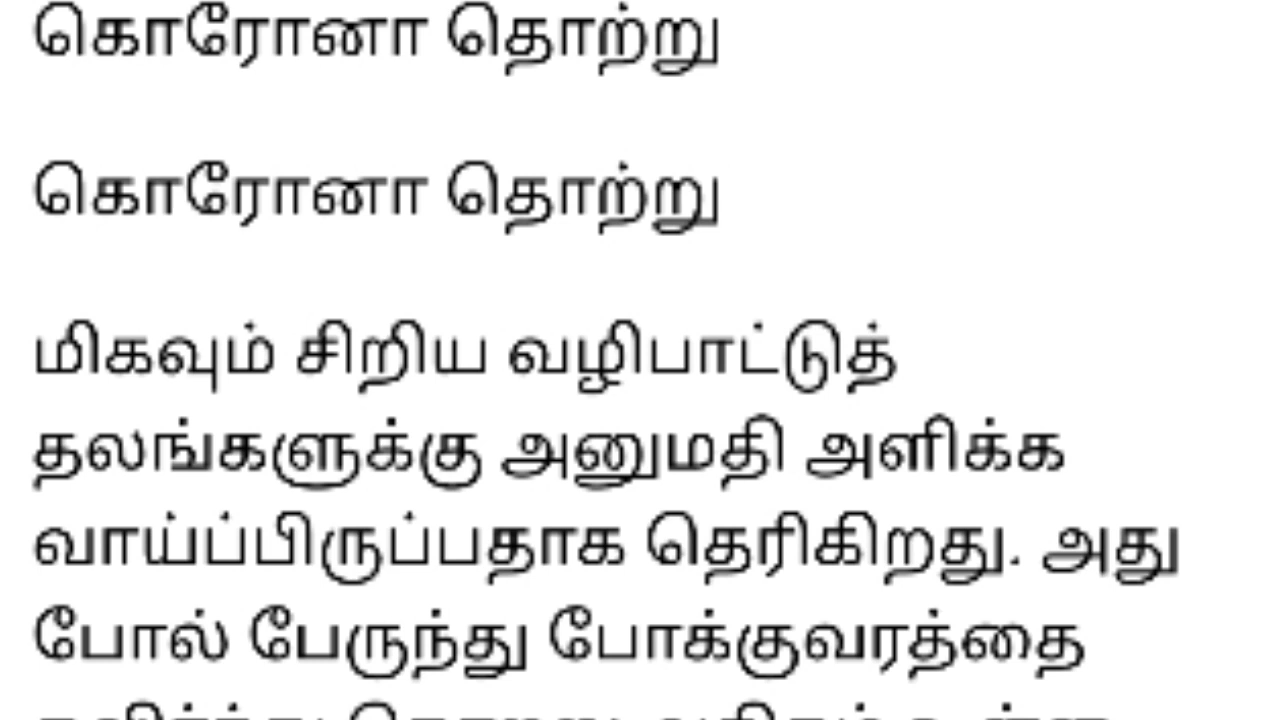 கொரோனா தொற்று
கொரோனா தொற்று
மிகவும் சிறிய வழிபாட்டுத்
தலங்களுக்கு அனுமதி அளிக்க
வாய்ப்பிருப்பதாக தெரிகிறது. அது
போல் பேருந்து போக்குவரத்தை